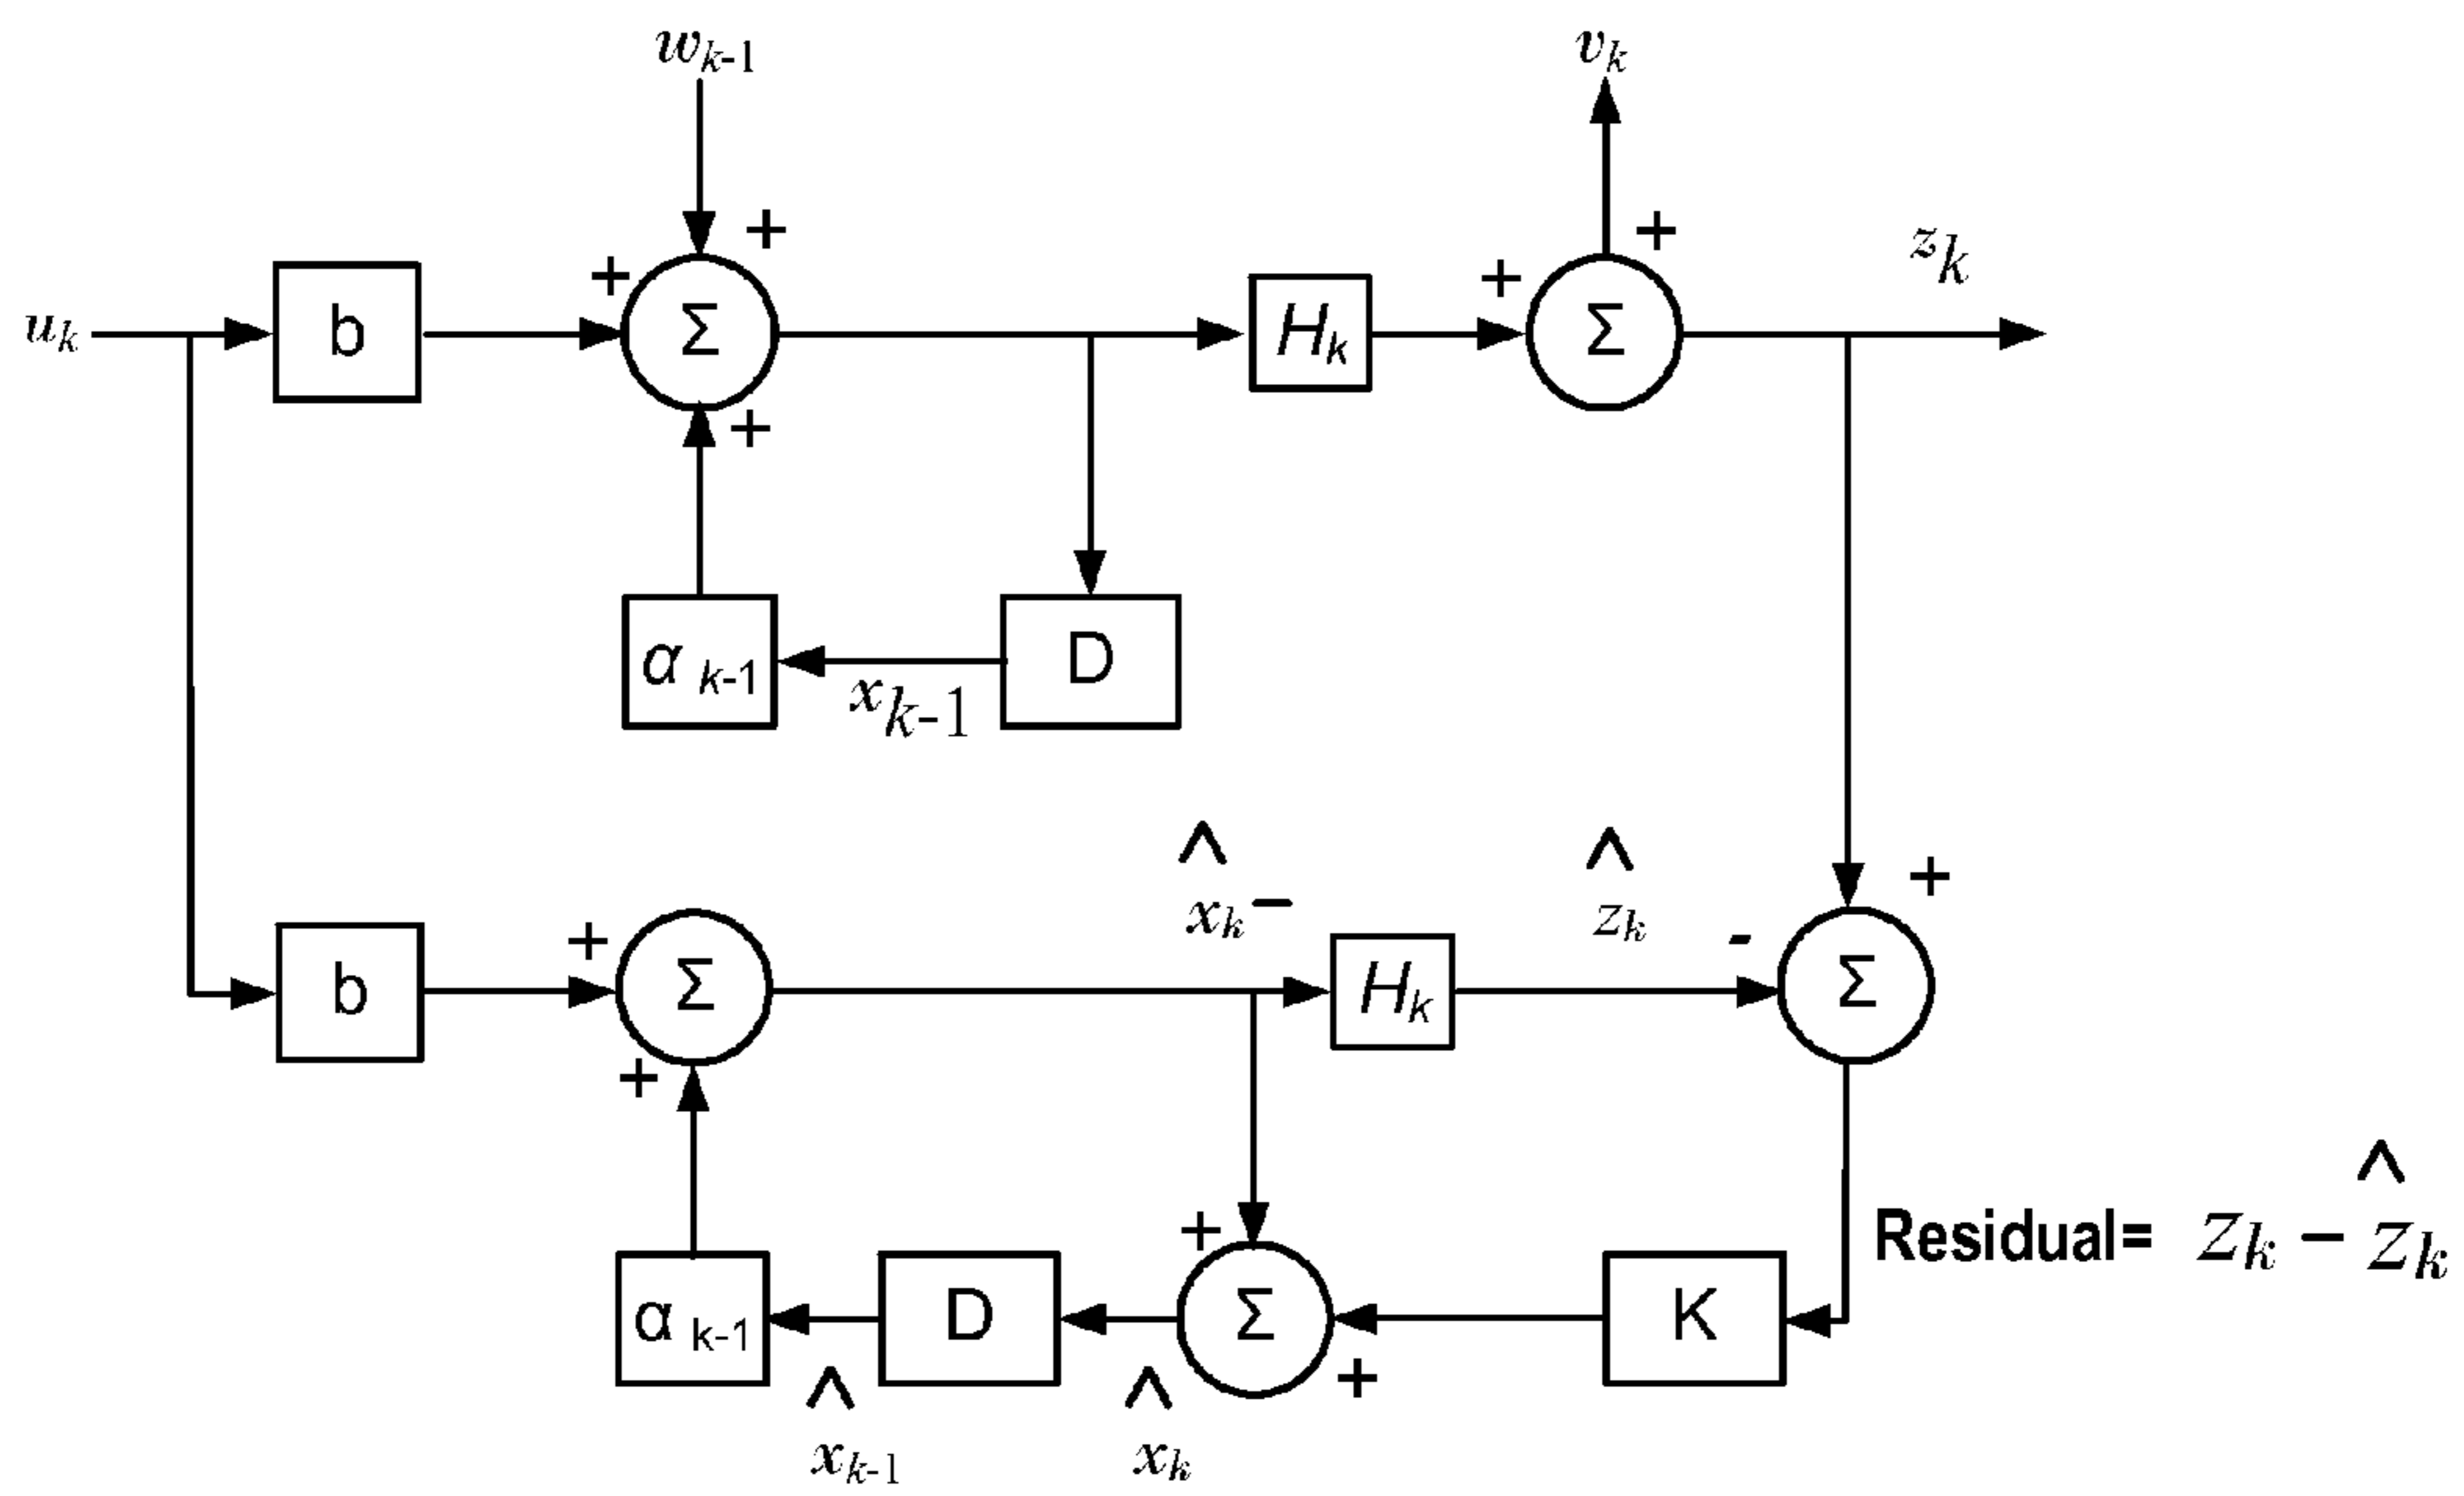 w_{k-1} v_k
+ + z_k
+ +
u_k b Σ H_k Σ
+
α_{k-1} x_{k-1} D
^ ^
x̂_k^- ẑ_k +
+ -
b Σ H_k Σ
+
+ Residual= z_k − ẑ_k
α_{k-1} D Σ K
+
x̂_{k-1} x̂_k